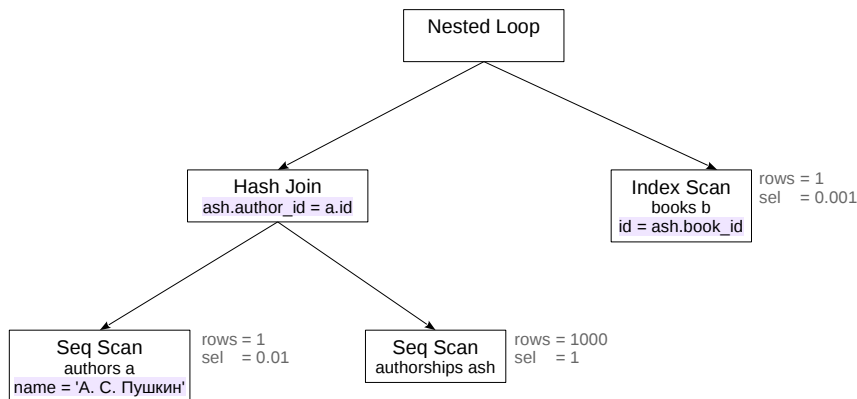 Nested Loop
Hash Join
ash.author_id = a.id
Index Scan
books b
id = ash.book_id
rows = 1
sel = 0.001
Seq Scan
authors a
name = 'А. С. Пушкин'
rows = 1
sel = 0.01
Seq Scan
authorships ash
rows = 1000
sel = 1